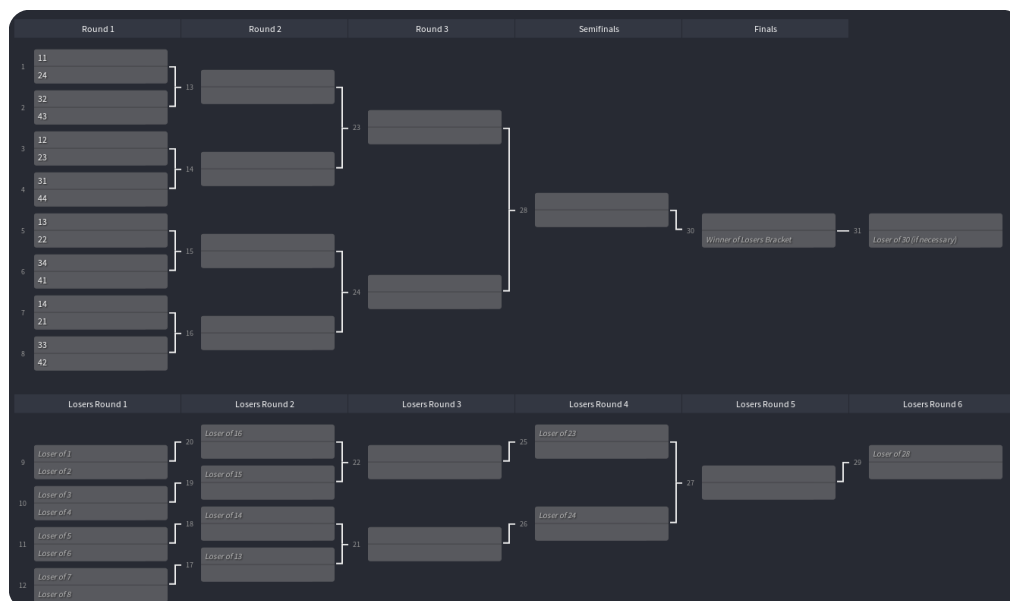 Round 1 Round 2 Round 3 Semifinals Finals
1 11
24
2 32
43
3 12
23
4 31
44
5 13
22
6 34
41
7 14
21
8 33
42
13
14
15
16
23
24
28
30 Winner of Losers Bracket
31 Loser of 30 (if necessary)
Losers Round 1 Losers Round 2 Losers Round 3 Losers Round 4 Losers Round 5 Losers Round 6
9 Loser of 1
Loser of 2
10 Loser of 3
Loser of 4
11 Loser of 5
Loser of 6
12 Loser of 7
Loser of 8
20 Loser of 16
19 Loser of 15
18 Loser of 14
17 Loser of 13
22
21
25 Loser of 23
26 Loser of 24
27
29 Loser of 28